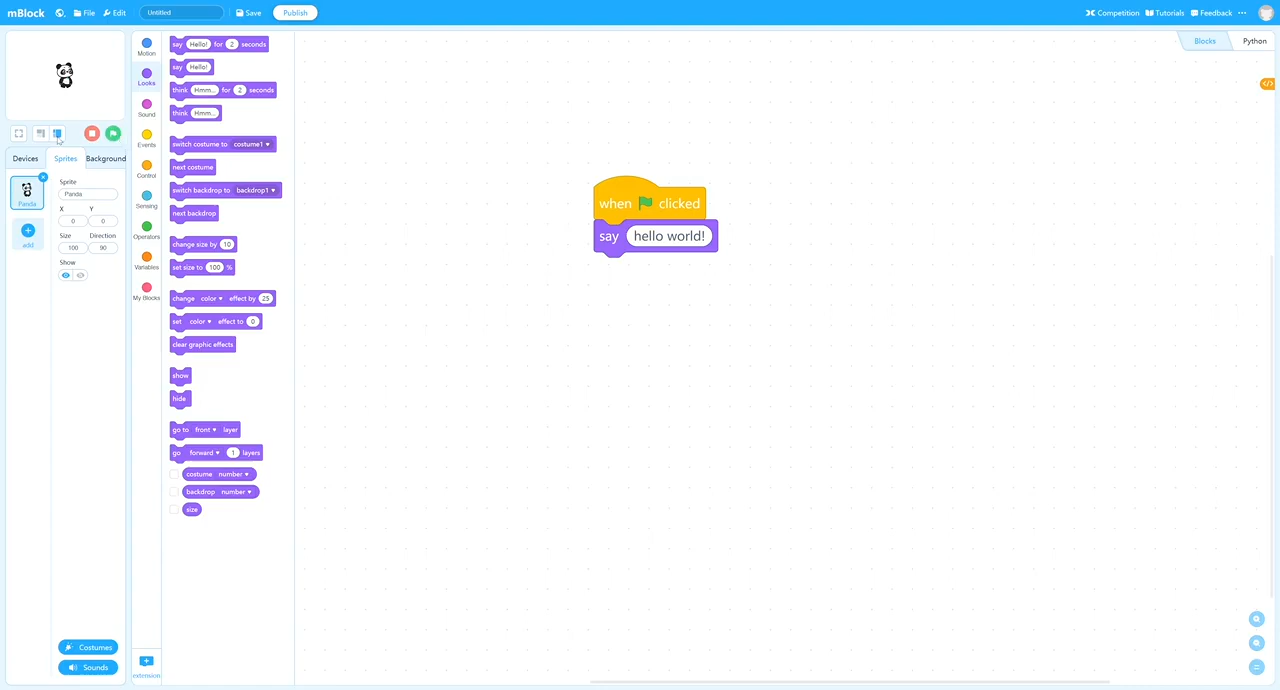 mBlock File Edit Untitled Save Publish Competition Tutorials Feedback
Blocks Python
Devices Sprites Background
Panda
add
Sprite
Panda
X Y
0 0
Size Direction
100 90
Show
Costumes
Sounds
Motion
Looks
Sound
Events
Control
Sensing
Operators
Variables
My Blocks
extension
say Hello! for 2 seconds
say Hello!
think Hmm... for 2 seconds
think Hmm...
switch costume to costume1
next costume
switch backdrop to backdrop1
next backdrop
change size by 10
set size to 100 %
change color effect by 25
set color effect to 0
clear graphic effects
show
hide
go to front layer
go forward 1 layers
costume number
backdrop number
size
when clicked
say hello world!